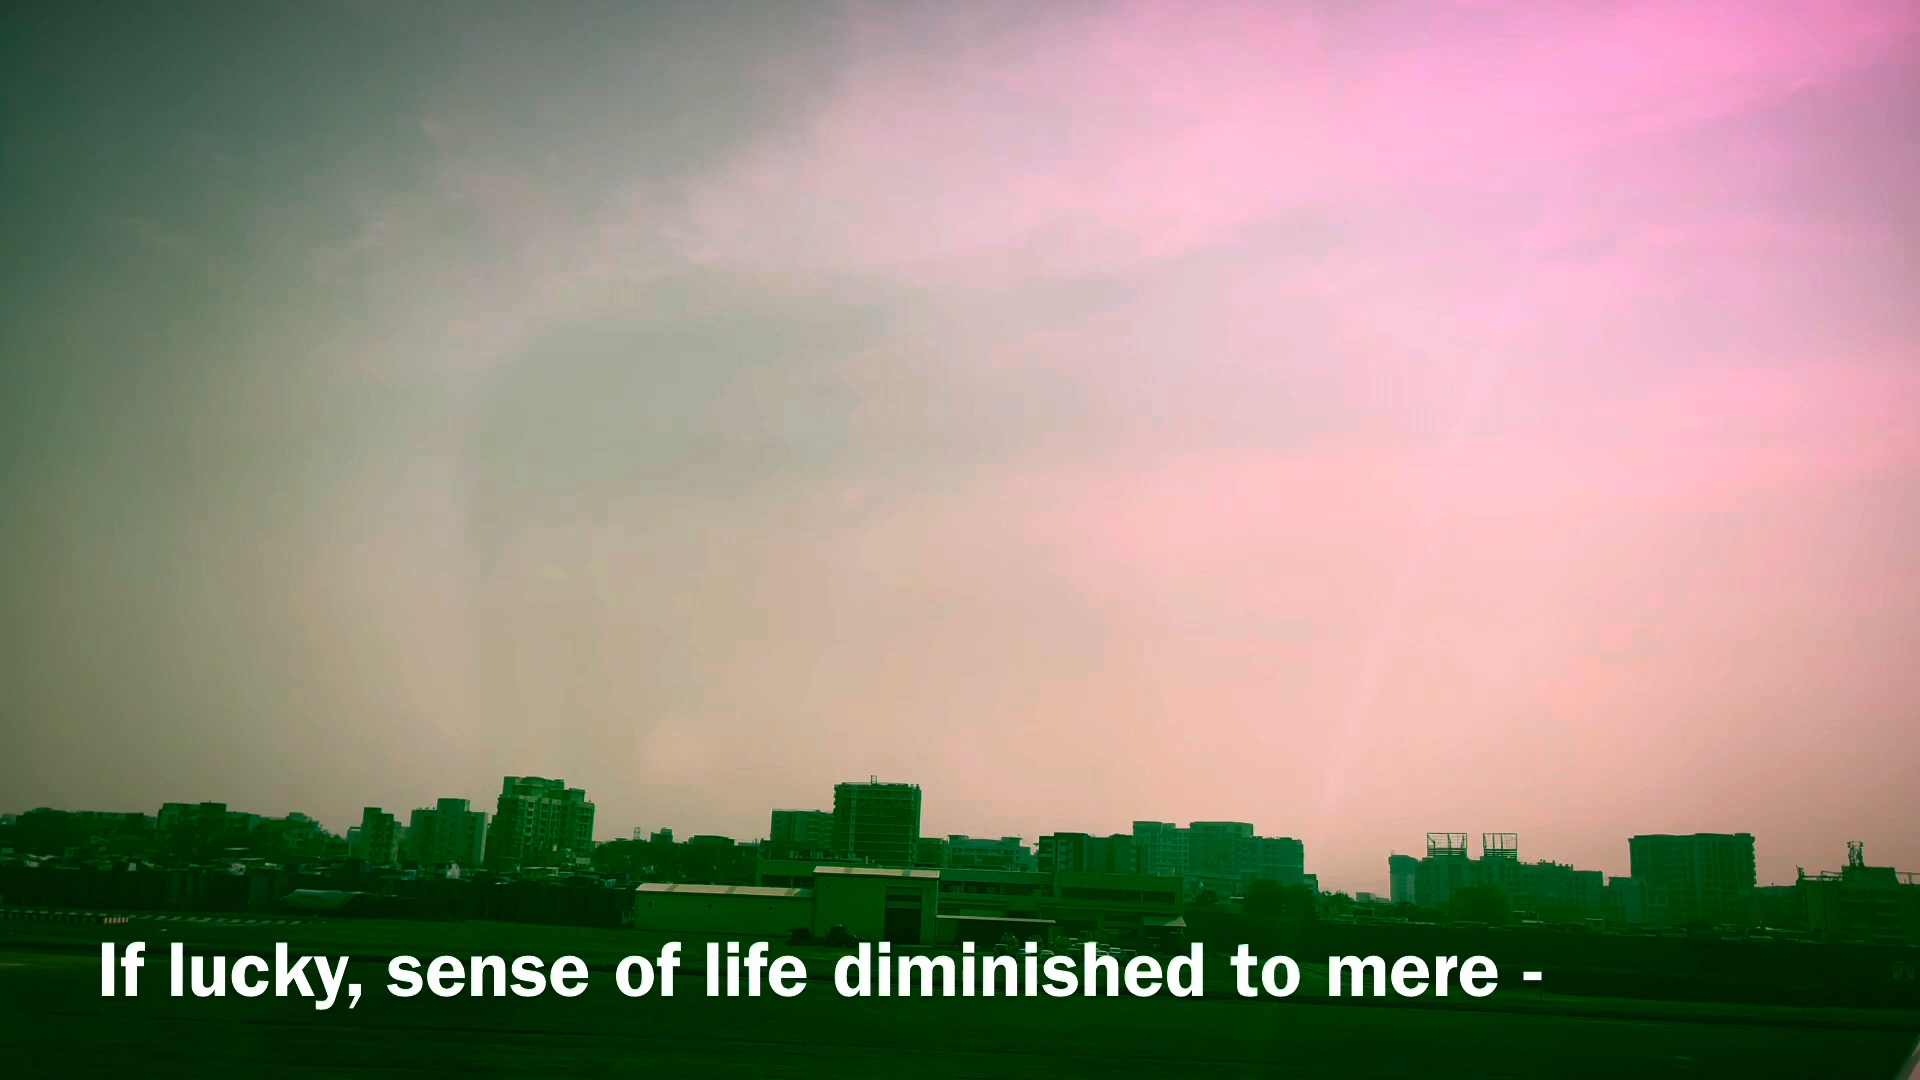 If lucky, sense of life diminished to mere -